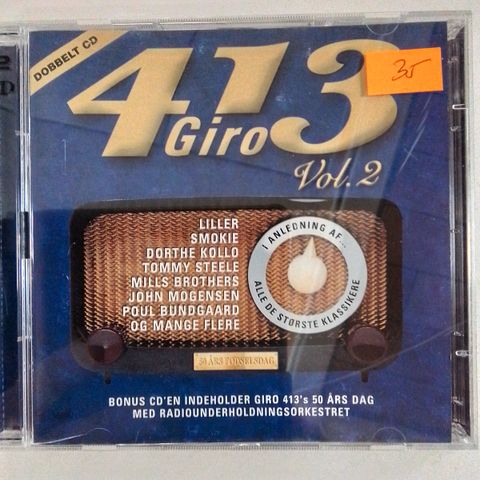 DOBBELT CD
413
35
Giro
Vol. 2
LILLER
SMOKIE
DORTHE KOLLO
TOMMY STEELE
MILLS BROTHERS
JOHN MOGENSEN
POUL BUNDGAARD
OG MANGE FLERE
I ANLEDNING AF...
ALLE DE STØRSTE KLASSIKERE
50 ÅRS FØDSELSDAG
BONUS CD'EN INDEHOLDER GIRO 413's 50 ÅRS DAG
MED RADIOUNDERHOLDNINGSORKESTRET